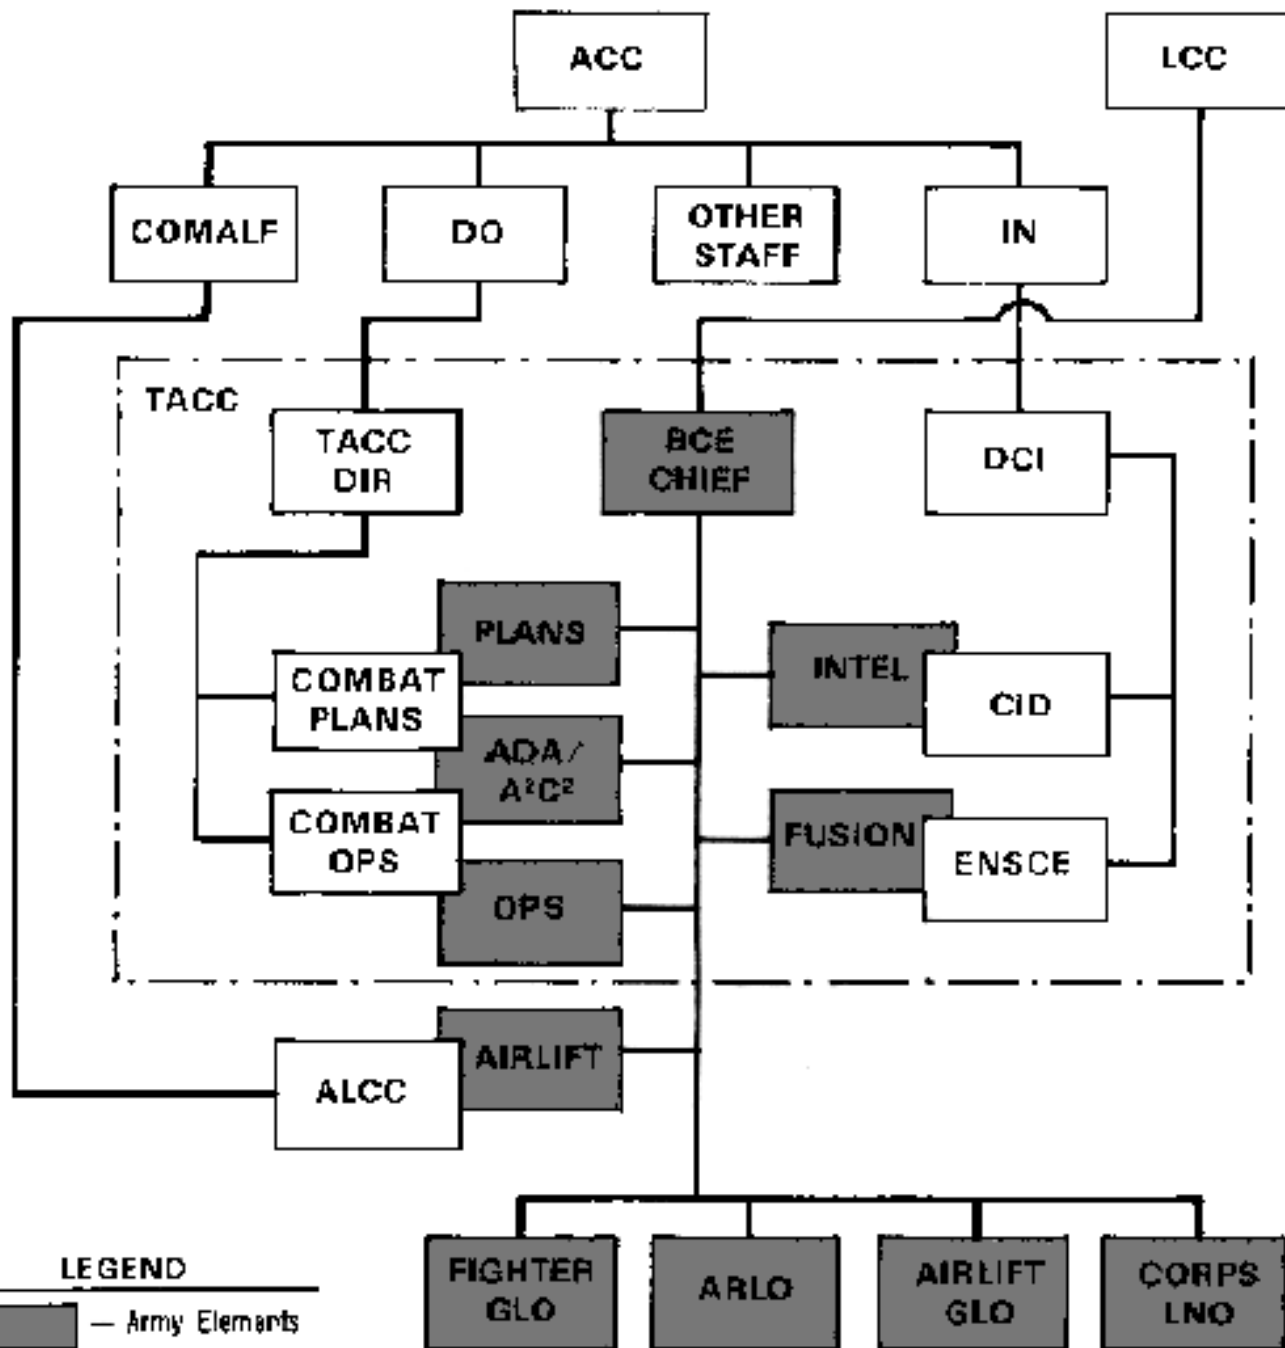 ACC
LCC
COMALF
DO
OTHER
STAFF
IN
TACC
TACC
DIR
BCE
CHIEF
DCI
PLANS
COMBAT
PLANS
INTEL
CID
ADA/
A²C²
COMBAT
OPS
FUSION
ENSCE
OPS
AIRLIFT
ALCC
FIGHTER
GLO
ARLO
AIRLIFT
GLO
CORPS
LNO
LEGEND
— Army Elements